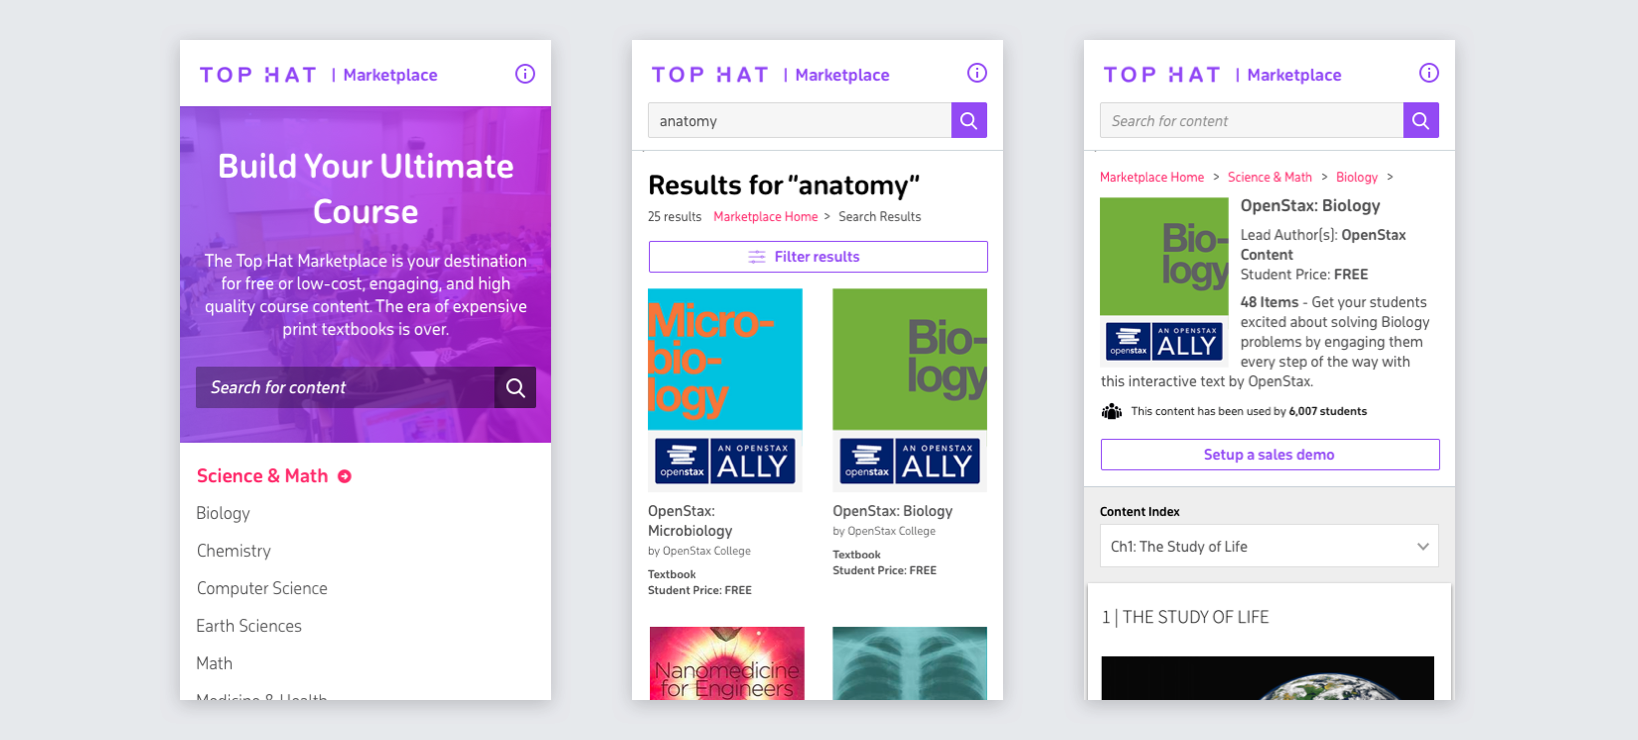 TOP HAT | Marketplace
Build Your Ultimate
Course
The Top Hat Marketplace is your destination
for free or low-cost, engaging, and high
quality course content. The era of expensive
print textbooks is over.
Search for content
Science & Math
Biology
Chemistry
Computer Science
Earth Sciences
Math
Medicine & Health
TOP HAT | Marketplace
anatomy
Results for “anatomy“
25 results Marketplace Home > Search Results
Filter results
Micro-
bio-
logy
openstax
AN OPENSTAX
ALLY
OpenStax:
Microbiology
by OpenStax College
Textbook
Student Price: FREE
Bio-
logy
openstax
AN OPENSTAX
ALLY
OpenStax: Biology
by OpenStax College
Textbook
Student Price: FREE
Nanomedicine
for Engineers
TOP HAT | Marketplace
Search for content
Marketplace Home > Science & Math > Biology >
Bio-
logy
openstax
AN OPENSTAX
ALLY
OpenStax: Biology
Lead Author(s): OpenStax
Content
Student Price: FREE
48 Items - Get your students
excited about solving Biology
problems by engaging them
every step of the way with
this interactive text by OpenStax.
This content has been used by 6,007 students
Setup a sales demo
Content Index
Ch1: The Study of Life
1 | THE STUDY OF LIFE